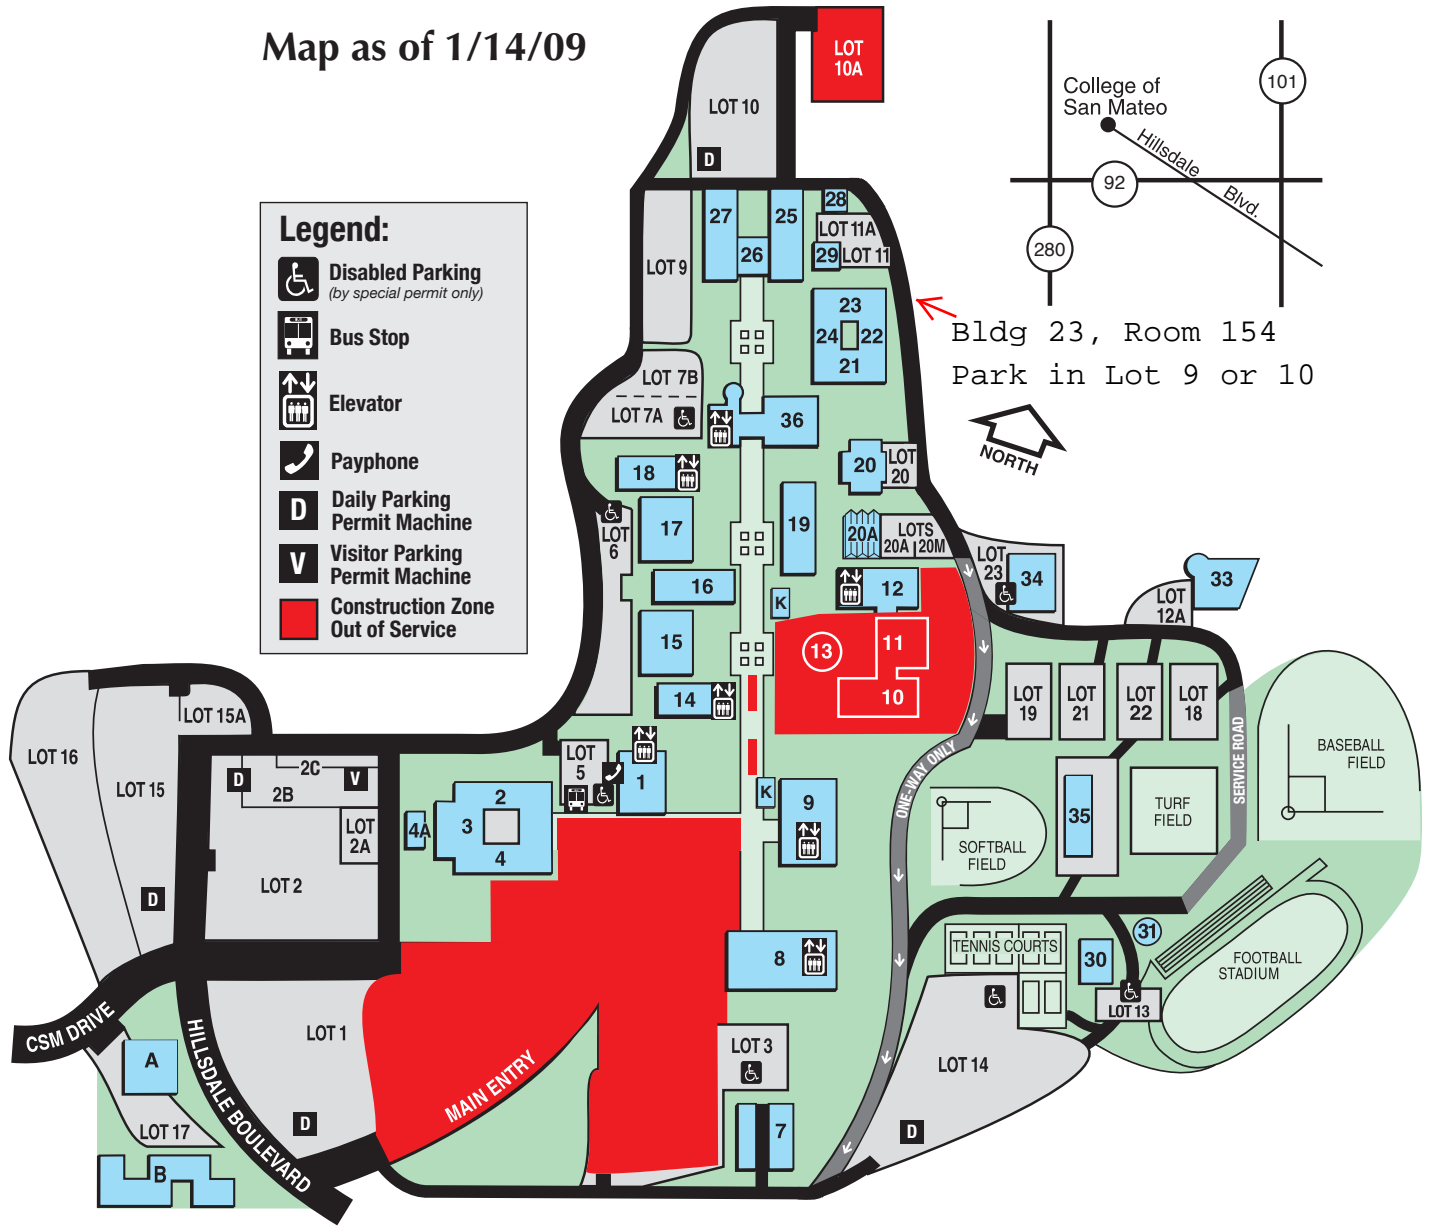 Map as of 1/14/09
LOT
10A
LOT 10
D
College of
San Mateo
101
Hillsdale
Blvd.
92
280
Legend:
Disabled Parking
(by special permit only)
Bus Stop
Elevator
Payphone
D
Daily Parking
Permit Machine
V
Visitor Parking
Permit Machine
Construction Zone
Out of Service
27
25
28
26
LOT 11A
29
LOT 11
LOT 9
23
24
22
21
Bldg 23, Room 154
Park in Lot 9 or 10
NORTH
LOT 7B
LOT 7A
36
18
20
LOT
20
LOT
6
17
19
20A
LOTS
20A
20M
LOT
23
34
33
LOT
12A
16
K
12
15
13
11
10
14
LOT
19
LOT
21
LOT
22
LOT
18
LOT 16
LOT 15A
LOT 15
D
2C
V
2B
LOT
2A
LOT 2
D
LOT
5
1
K
9
2
3
4
4A
ONE-WAY ONLY
SERVICE ROAD
BASEBALL
FIELD
35
TURF
FIELD
SOFTBALL
FIELD
8
TENNIS COURTS
30
31
FOOTBALL
STADIUM
LOT 13
CSM DRIVE
HILLSDALE BOULEVARD
LOT 1
D
MAIN ENTRY
LOT 3
7
LOT 14
D
A
LOT 17
B